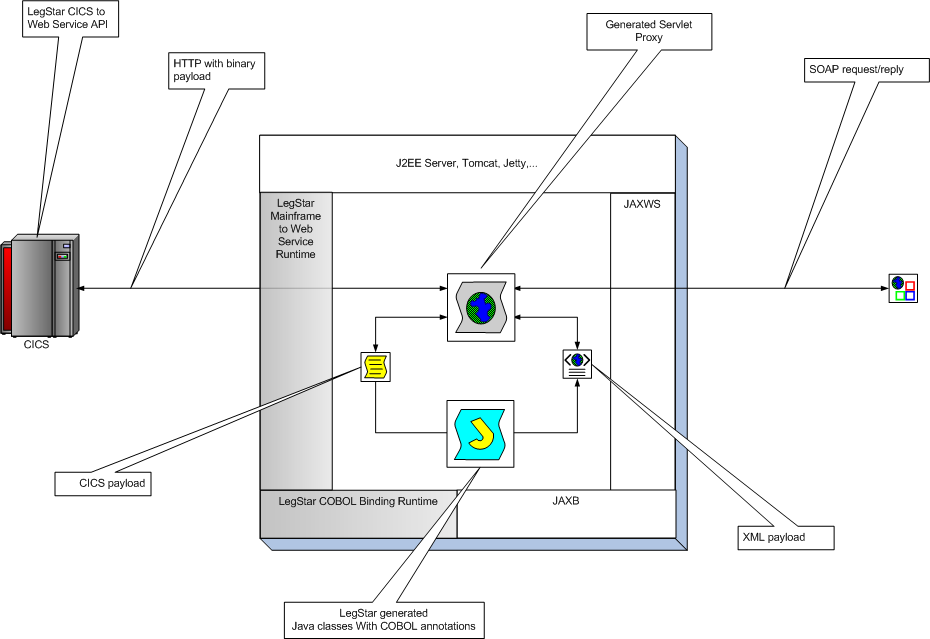 LegStar CICS to
Web Service API
HTTP with binary
payload
Generated Servlet
Proxy
SOAP request/reply
J2EE Server, Tomcat, Jetty,...
LegStar
Mainframe
to Web
Service
Runtime
JAXWS
CICS
CICS payload
LegStar COBOL Binding Runtime
JAXB
XML payload
LegStar generated
Java classes With COBOL annotations